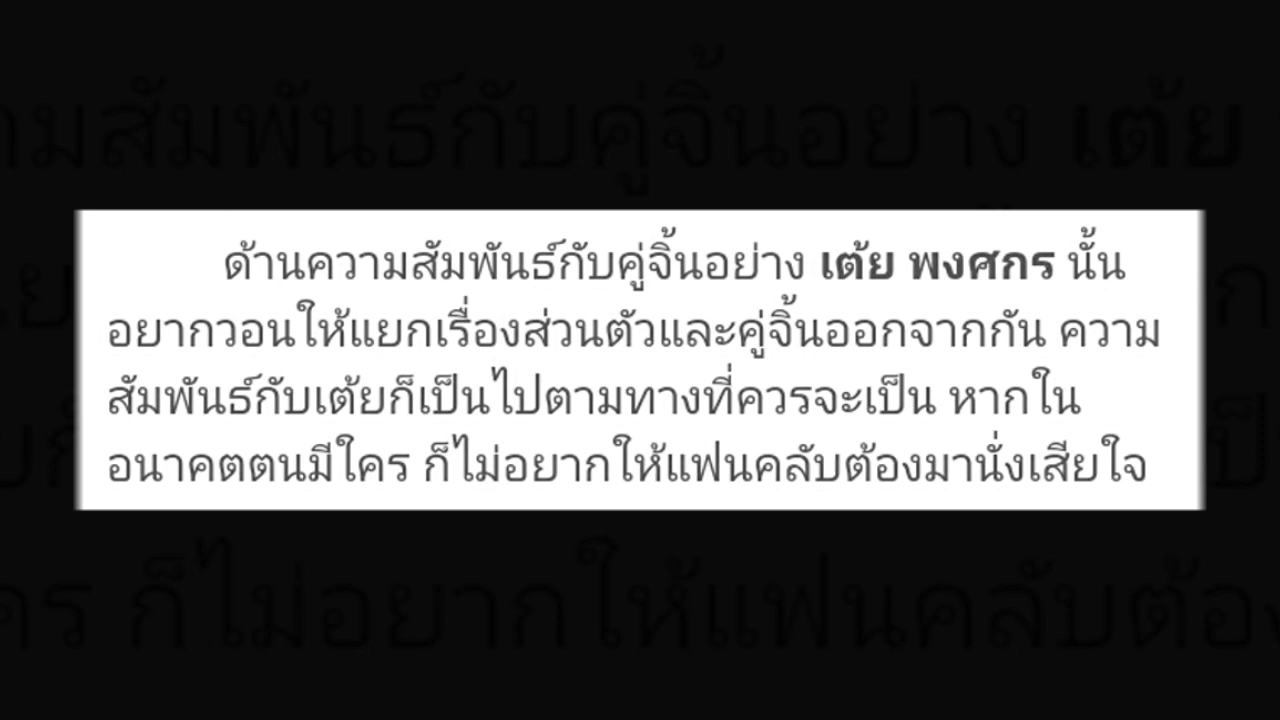 ด้านความสัมพันธ์กับคู่จิ้นอย่าง เต้ย พงศกร นั้น
อยากวอนให้แยกเรื่องส่วนตัวและคู่จิ้นออกจากกัน ความ
สัมพันธ์กับเต้ยก็เป็นไปตามทางที่ควรจะเป็น หากใน
อนาคตตนมีใคร ก็ไม่อยากให้แฟนคลับต้องมานั่งเสียใจ